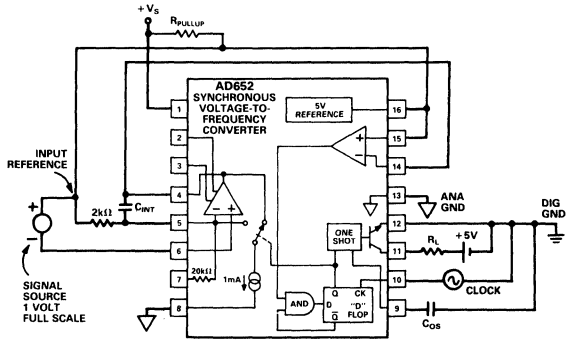 +VS
RPULLUP
AD652
SYNCHRONOUS
VOLTAGE-TO-
FREQUENCY
CONVERTER
5V
REFERENCE
1
2
3
4
5
6
7
8
16
15
14
13
12
11
10
9
+
–
INPUT
REFERENCE
CINT
2kΩ
+
–
SIGNAL
SOURCE
1 VOLT
FULL SCALE
– +
20kΩ
1mA
AND
ONE
SHOT
Q CK
D "D"
Q̅ FLOP
ANA
GND
DIG
GND
RL
+5V
CLOCK
COS